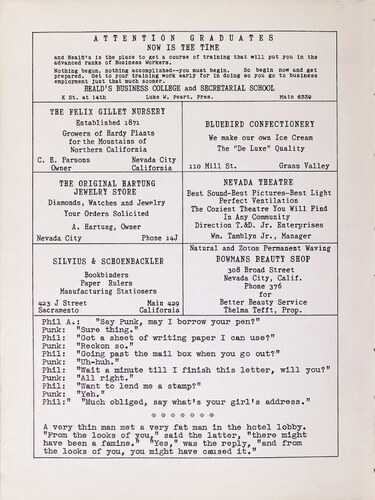 ATTENTION GRADUATES
NOW IS THE TIME
and Heald's is the place to get a course of training that will put you in the
advanced ranks of Business Workers.
Nothing begun, nothing accomplished--you must begin. So begin now and get
prepared. Get to your training work early for in doing so you go to business
employment just that much sooner.
HEALD'S BUSINESS COLLEGE and SECRETARIAL SCHOOL
K St. at 14th Luke W. Peart, Pres. Main 6332
THE FELIX GILLET NURSERY
Established 1871
Growers of Hardy Plants
for the Mountains of
Northern California
C. E. Parsons Nevada City
Owner California
BLUEBIRD CONFECTIONERY
We make our own Ice Cream
The "De Luxe" Quality
110 Mill St. Grass Valley
THE ORIGINAL HARTUNG
JEWELRY STORE
Diamonds, Watches and Jewelry
Your Orders Solicited
A. Hartung, Owner
Nevada City Phone 14J
NEVADA THEATRE
Best Sound-Best Pictures-Best Light
Perfect Ventilation
The Coziest Theatre You Will Find
In Any Community
Direction T.&D. Jr. Enterprises
Wm. Tamblyn Jr., Manager
SILVIUS & SCHOENBACKLER
Bookbinders
Paper Rulers
Manufacturing Stationers
423 J Street Main 429
Sacramento California
Natural and Zotos Permanent Waving
BOWMANS BEAUTY SHOP
308 Broad Street
Nevada City, Calif.
Phone 376
for
Better Beauty Service
Thelma Tefft, Prop.
Phil A.: "Say Punk, may I borrow your pen?"
Punk: "Sure thing."
Phil: "Got a sheet of writing paper I can use?"
Punk: "Reckon so."
Phil: "Going past the mail box when you go out?"
Punk: "Uh-huh."
Phil: "Wait a minute till I finish this letter, will you?"
Punk: "All right."
Phil: "Want to lend me a stamp?"
Punk: "Yeh."
Phil:" "Much obliged, say what's your girl's address."
* * * * * * *
A very thin man met a very fat man in the hotel lobby.
"From the looks of you," said the latter, "there might
have been a famine." "Yes," was the reply, "and from
the looks of you, you might have caused it."